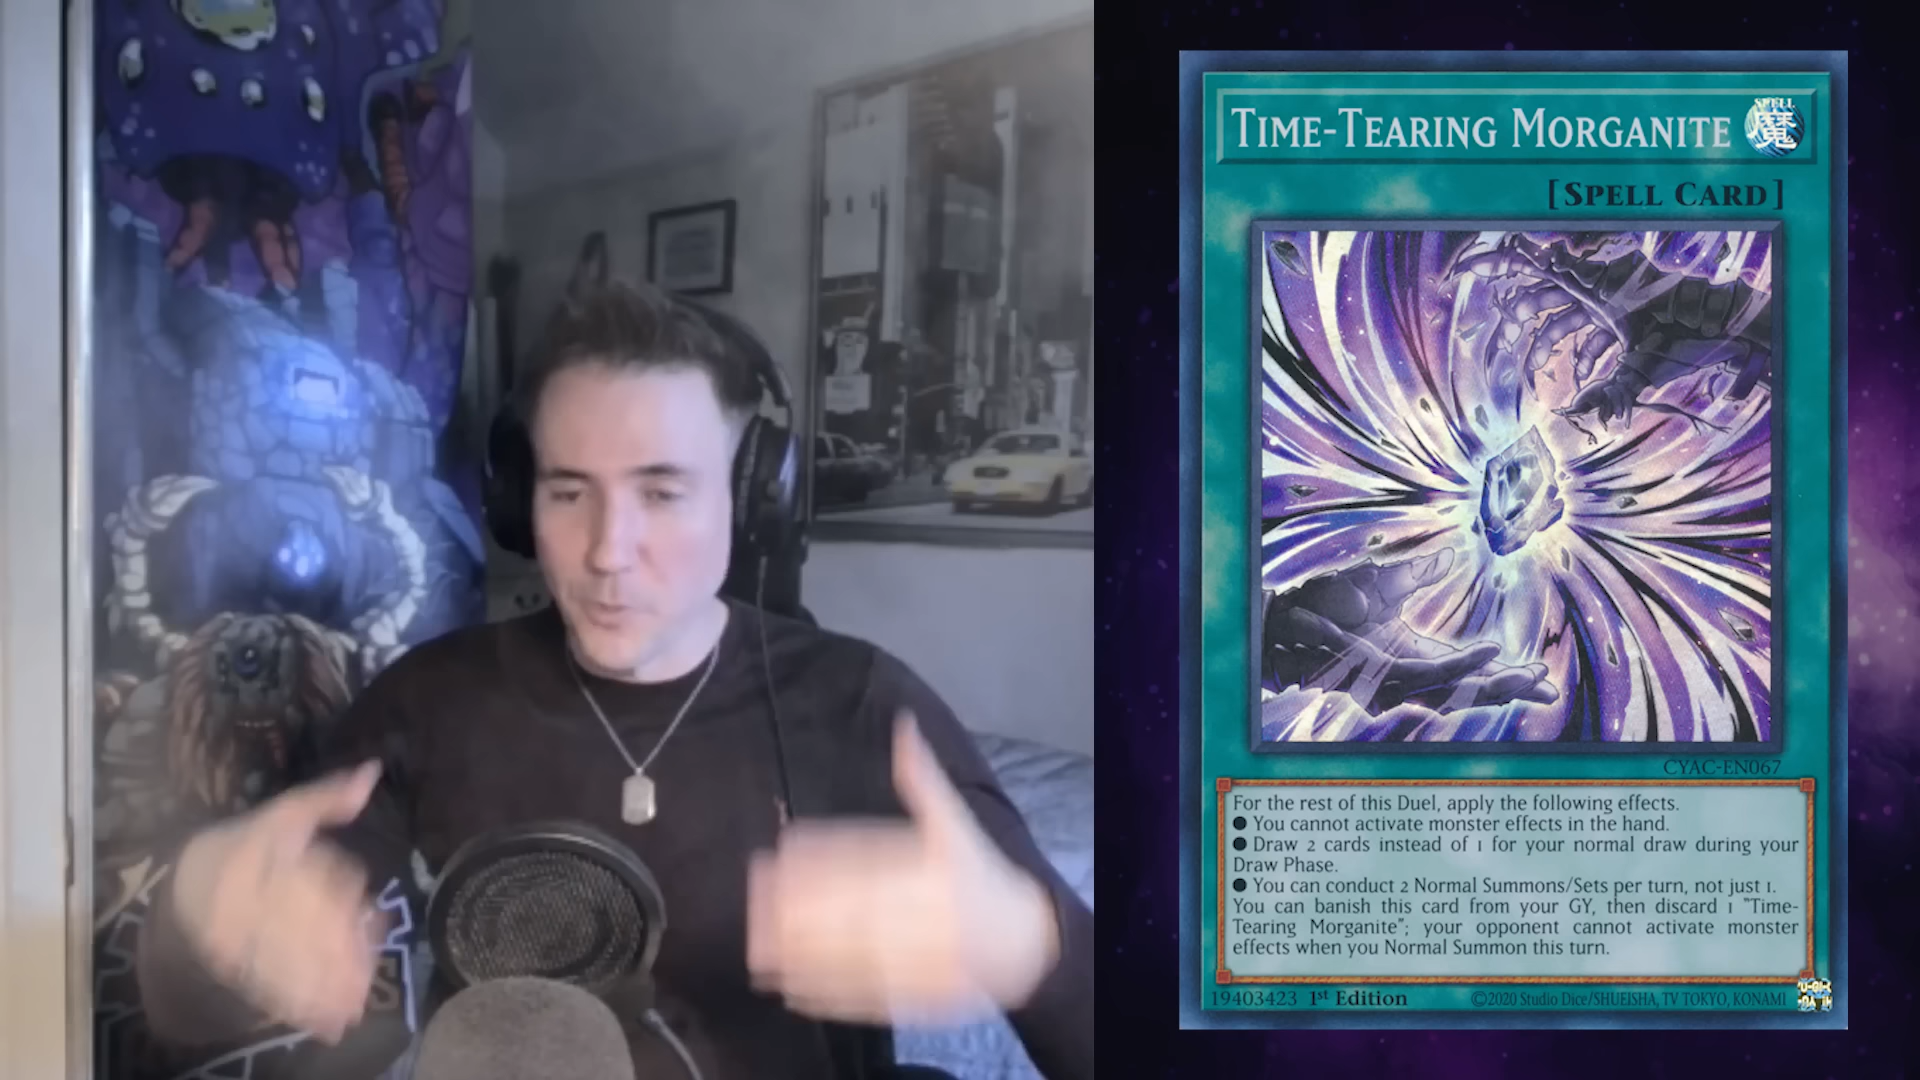 TIME-TEARING MORGANITE
SPELL
魔
[SPELL CARD]
CYAC-EN067
For the rest of this Duel, apply the following effects.
● You cannot activate monster effects in the hand.
● Draw 2 cards instead of 1 for your normal draw during your
Draw Phase.
● You can conduct 2 Normal Summons/Sets per turn, not just 1.
You can banish this card from your GY, then discard 1 "Time-
Tearing Morganite"; your opponent cannot activate monster
effects when you Normal Summon this turn.
19403423 1st Edition ©2020 Studio Dice/SHUEISHA, TV TOKYO, KONAMI